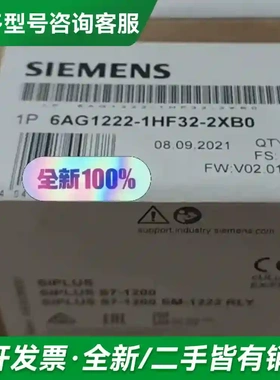 型号咨询客服
SIEMENS
1P 6AG1222-1HF32-2XB0
08.09.2021
QTY
FS:
FW:V02.01
全新100%
support.industry.siemens.com
SIPLUS
SIPLUS S7-1200
SIPLUS S7-1200 SM-1222 RLY
开发票·全新/二手皆有